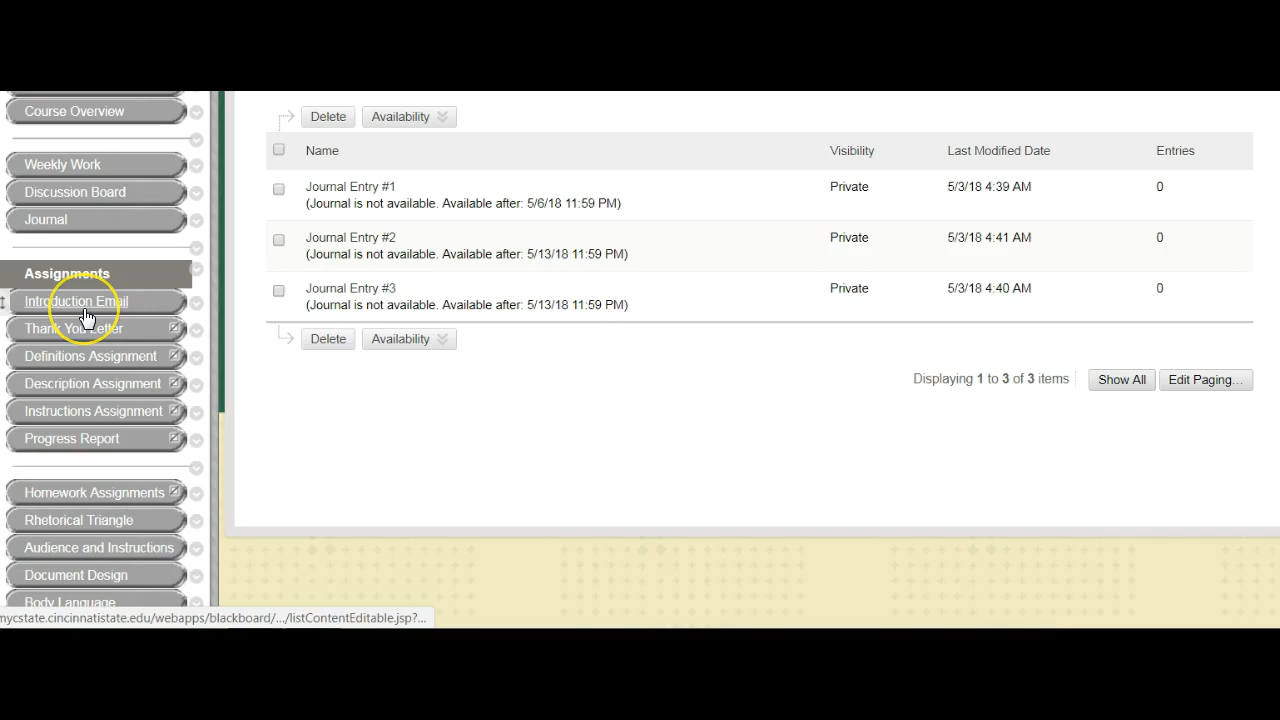 Course Overview
Weekly Work
Discussion Board
Journal
Assignments
Introduction Email
Thank You Letter
Definitions Assignment
Description Assignment
Instructions Assignment
Progress Report
Homework Assignments
Rhetorical Triangle
Audience and Instructions
Document Design
Body Language
mycstate.cincinnatistate.edu/webapps/blackboard/.../listContentEditable.jsp?...
Delete Availability
Name Visibility Last Modified Date Entries
Journal Entry #1 Private 5/3/18 4:39 AM 0
(Journal is not available. Available after: 5/6/18 11:59 PM)
Journal Entry #2 Private 5/3/18 4:41 AM 0
(Journal is not available. Available after: 5/13/18 11:59 PM)
Journal Entry #3 Private 5/3/18 4:40 AM 0
(Journal is not available. Available after: 5/13/18 11:59 PM)
Delete Availability
Displaying 1 to 3 of 3 items Show All Edit Paging...